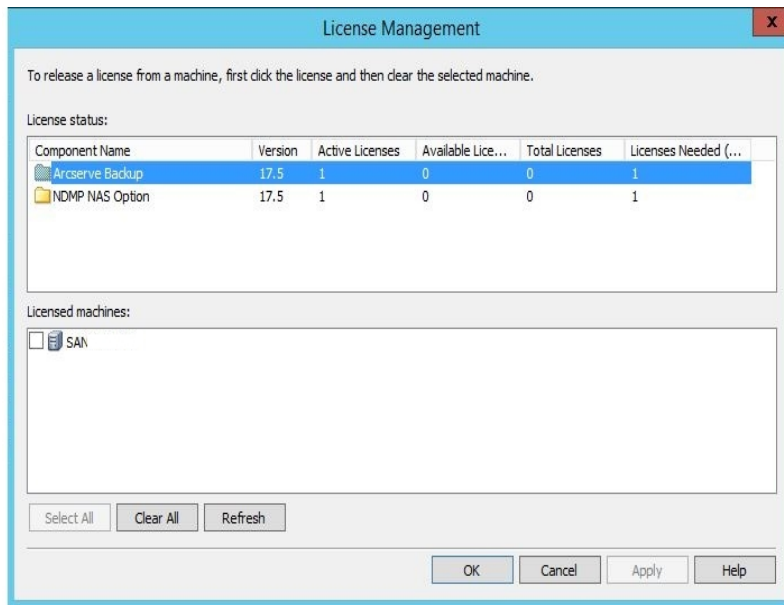 License Management
x
To release a license from a machine, first click the license and then clear the selected machine.
License status:
Component Name Version Active Licenses Available Lice... Total Licenses Licenses Needed (...
Arcserve Backup 17.5 1 0 0 1
NDMP NAS Option 17.5 1 0 0 1
Licensed machines:
SAN
Select All Clear All Refresh
OK Cancel Apply Help